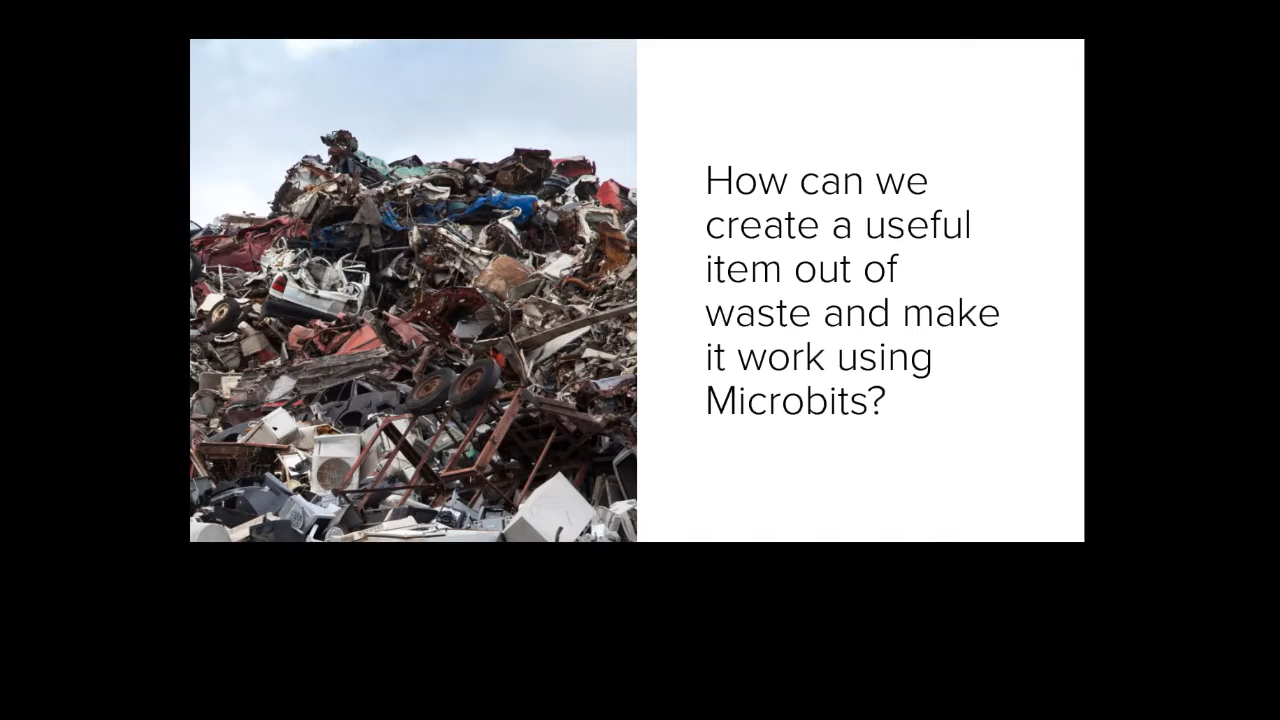 How can we
create a useful
item out of
waste and make
it work using
Microbits?